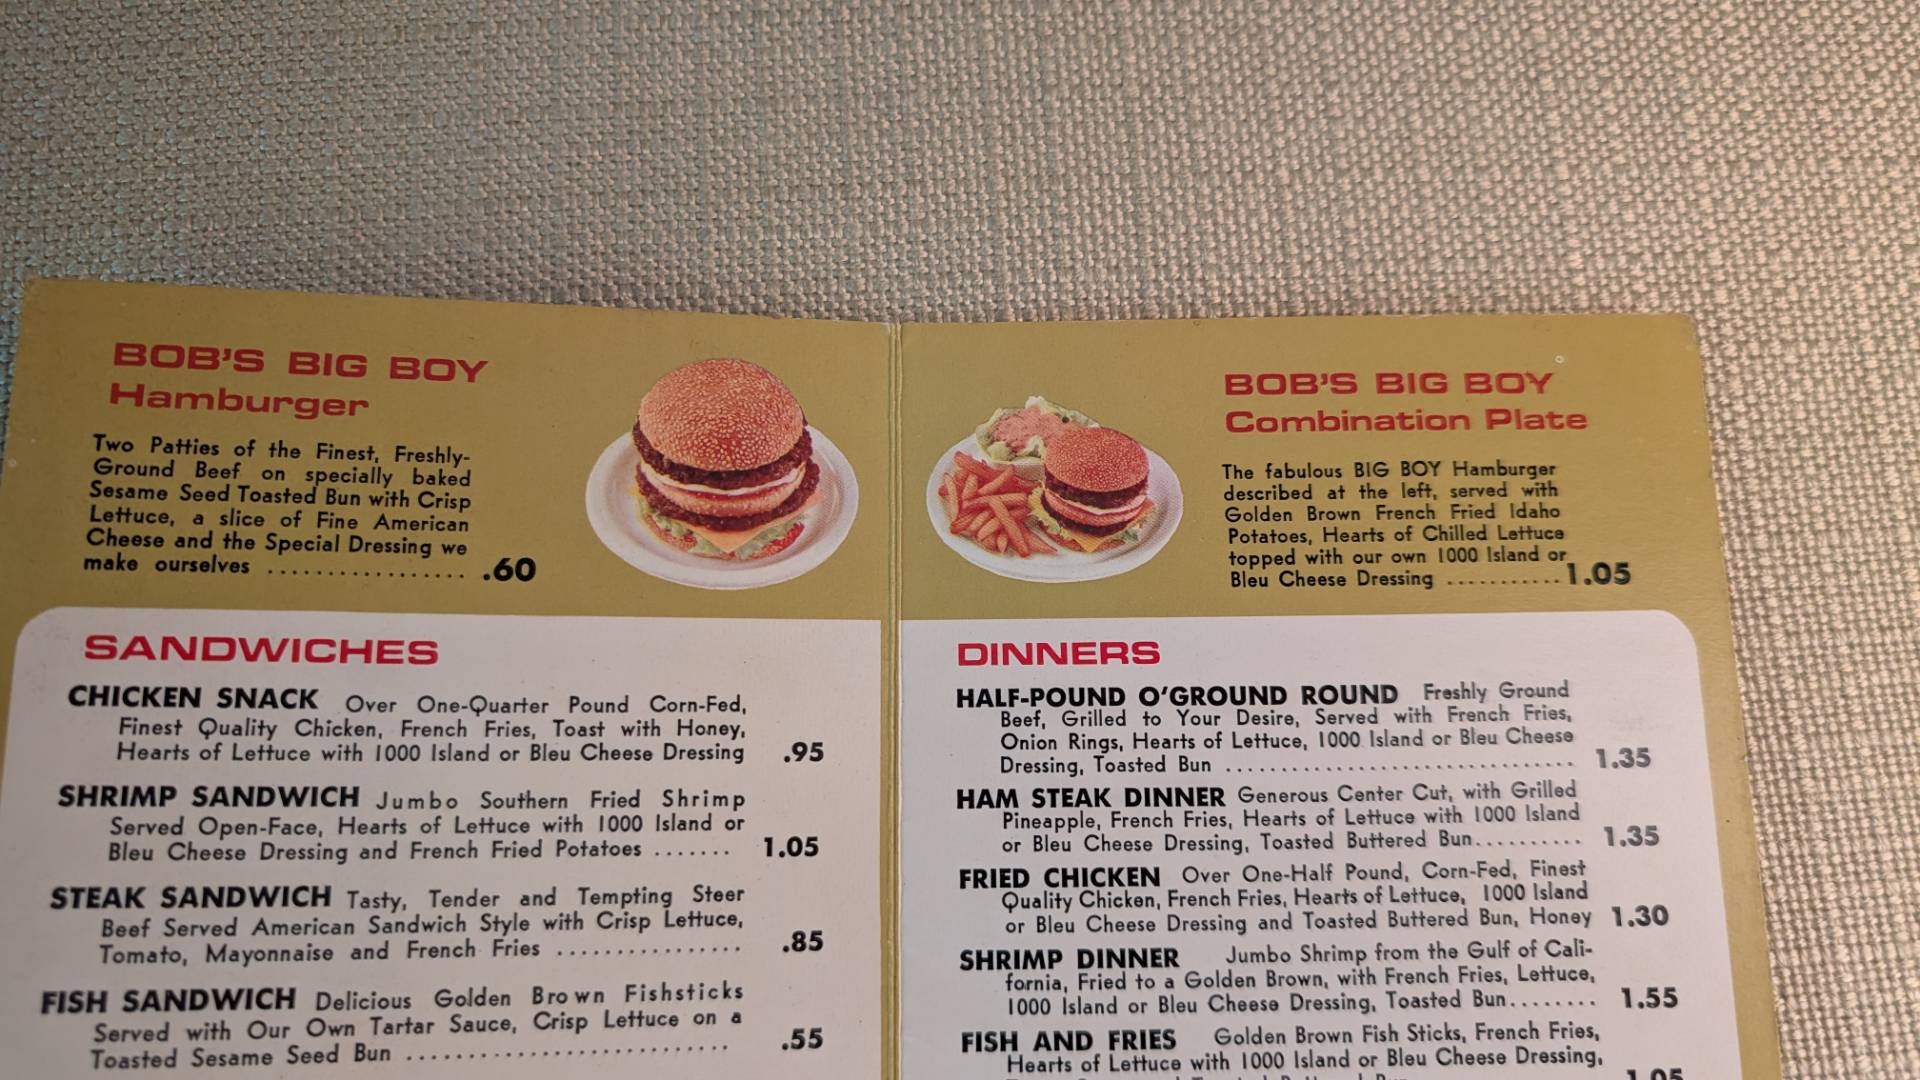 BOB'S BIG BOY
Hamburger
Two Patties of the Finest, Freshly-
Ground Beef on specially baked
Sesame Seed Toasted Bun with Crisp
Lettuce, a slice of Fine American
Cheese and the Special Dressing we
make ourselves ................. .60
SANDWICHES
CHICKEN SNACK Over One-Quarter Pound Corn-Fed,
Finest Quality Chicken, French Fries, Toast with Honey,
Hearts of Lettuce with 1000 Island or Bleu Cheese Dressing .95
SHRIMP SANDWICH Jumbo Southern Fried Shrimp
Served Open-Face, Hearts of Lettuce with 1000 Island or
Bleu Cheese Dressing and French Fried Potatoes ....... 1.05
STEAK SANDWICH Tasty, Tender and Tempting Steer
Beef Served American Sandwich Style with Crisp Lettuce,
Tomato, Mayonnaise and French Fries ................ .85
FISH SANDWICH Delicious Golden Brown Fishsticks
Served with Our Own Tartar Sauce, Crisp Lettuce on a
Toasted Sesame Seed Bun ............................ .55
BOB'S BIG BOY
Combination Plate
The fabulous BIG BOY Hamburger
described at the left, served with
Golden Brown French Fried Idaho
Potatoes, Hearts of Chilled Lettuce
topped with our own 1000 Island or
Bleu Cheese Dressing ...........1.05
DINNERS
HALF-POUND O'GROUND ROUND Freshly Ground
Beef, Grilled to Your Desire, Served with French Fries,
Onion Rings, Hearts of Lettuce, 1000 Island or Bleu Cheese
Dressing, Toasted Bun ............................... 1.35
HAM STEAK DINNER Generous Center Cut, with Grilled
Pineapple, French Fries, Hearts of Lettuce with 1000 Island
or Bleu Cheese Dressing, Toasted Buttered Bun.......... 1.35
FRIED CHICKEN Over One-Half Pound, Corn-Fed, Finest
Quality Chicken, French Fries, Hearts of Lettuce, 1000 Island
or Bleu Cheese Dressing and Toasted Buttered Bun, Honey 1.30
SHRIMP DINNER Jumbo Shrimp from the Gulf of Cali-
fornia, Fried to a Golden Brown, with French Fries, Lettuce,
1000 Island or Bleu Cheese Dressing, Toasted Bun........ 1.55
FISH AND FRIES Golden Brown Fish Sticks, French Fries,
Hearts of Lettuce with 1000 Island or Bleu Cheese Dressing,
1.05